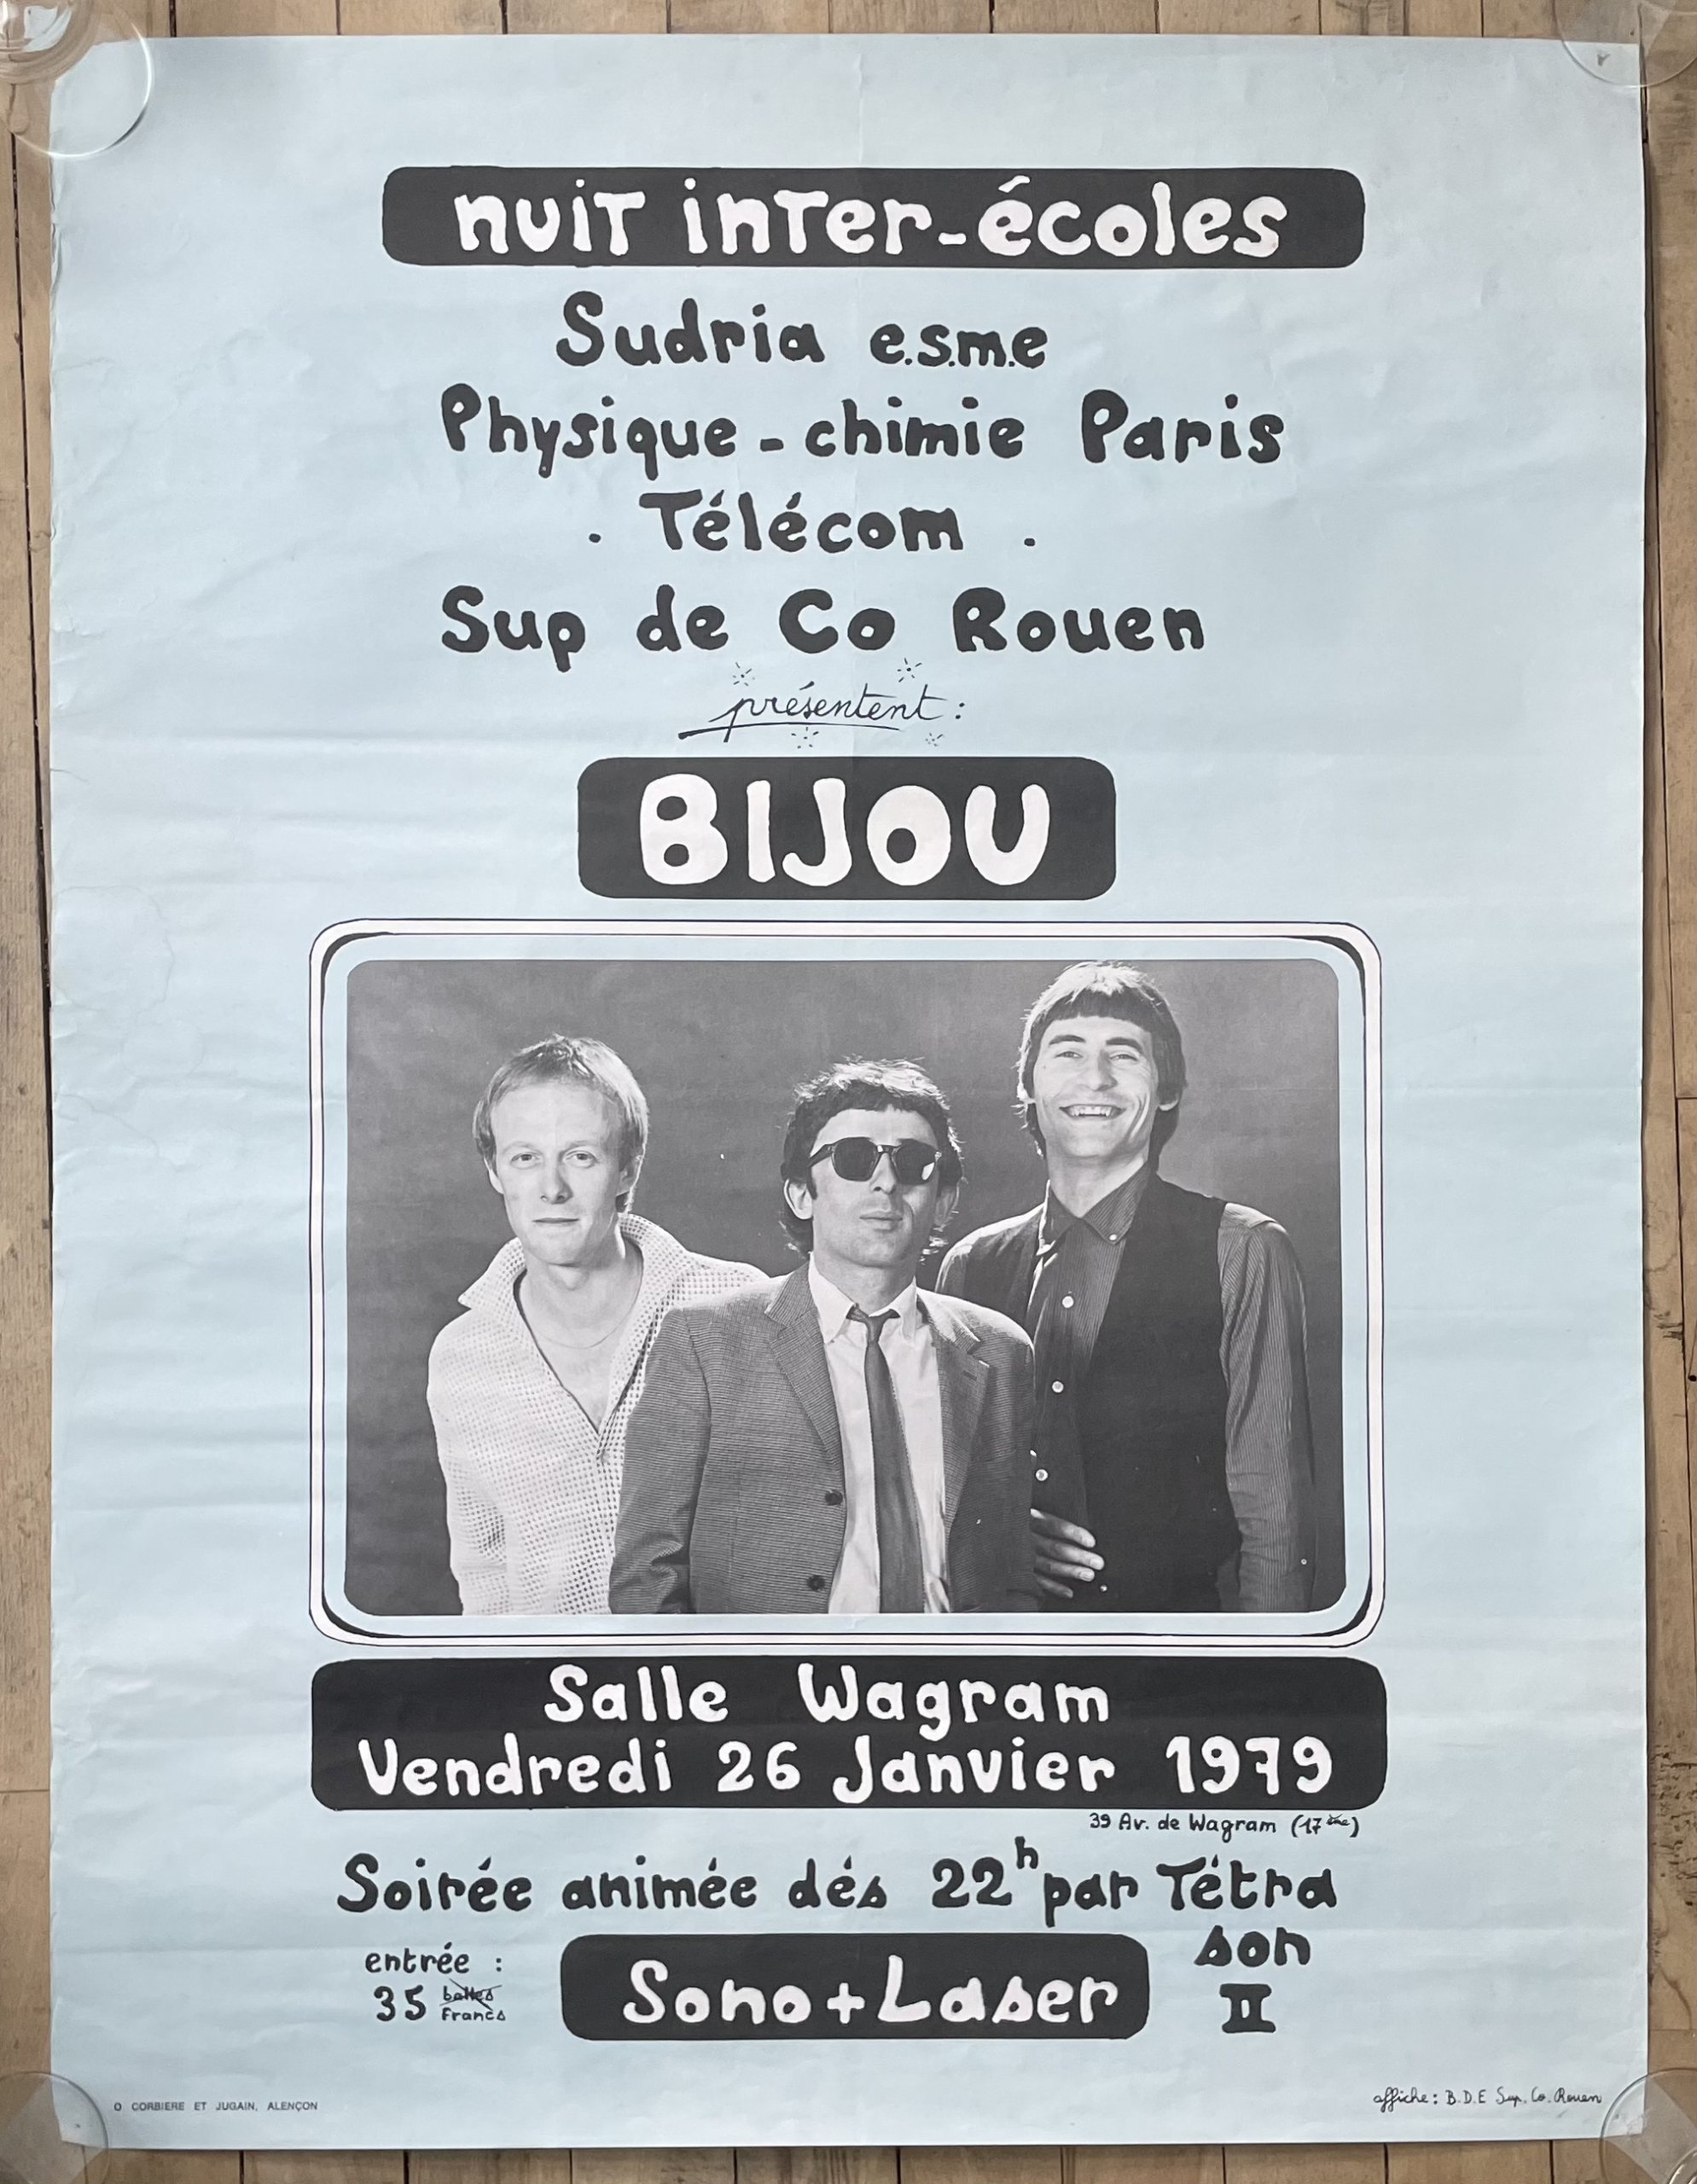 nuit inter-écoles
Sudria e.s.m.e
Physique-chimie Paris
. Télécom .
Sup de Co Rouen
présentent :
BIJOU
Salle Wagram
Vendredi 26 Janvier 1979
39 Av. de Wagram (17ème)
Soirée animée dés 22h par Tétra
son
II
entrée :
35 balles
Francs
Sono+Laser
O CORBIERE ET JUGAIN, ALENÇON
affiche : B.D.E Sup. Co. Rouen